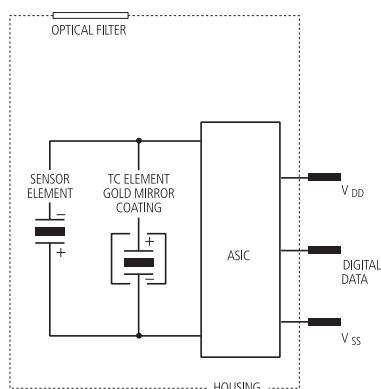 OPTICAL FILTER
SENSOR
ELEMENT
TC ELEMENT
GOLD MIRROR
COATING
−
+
+
−
ASIC
V DD
DIGITAL
DATA
V SS
HOUSING